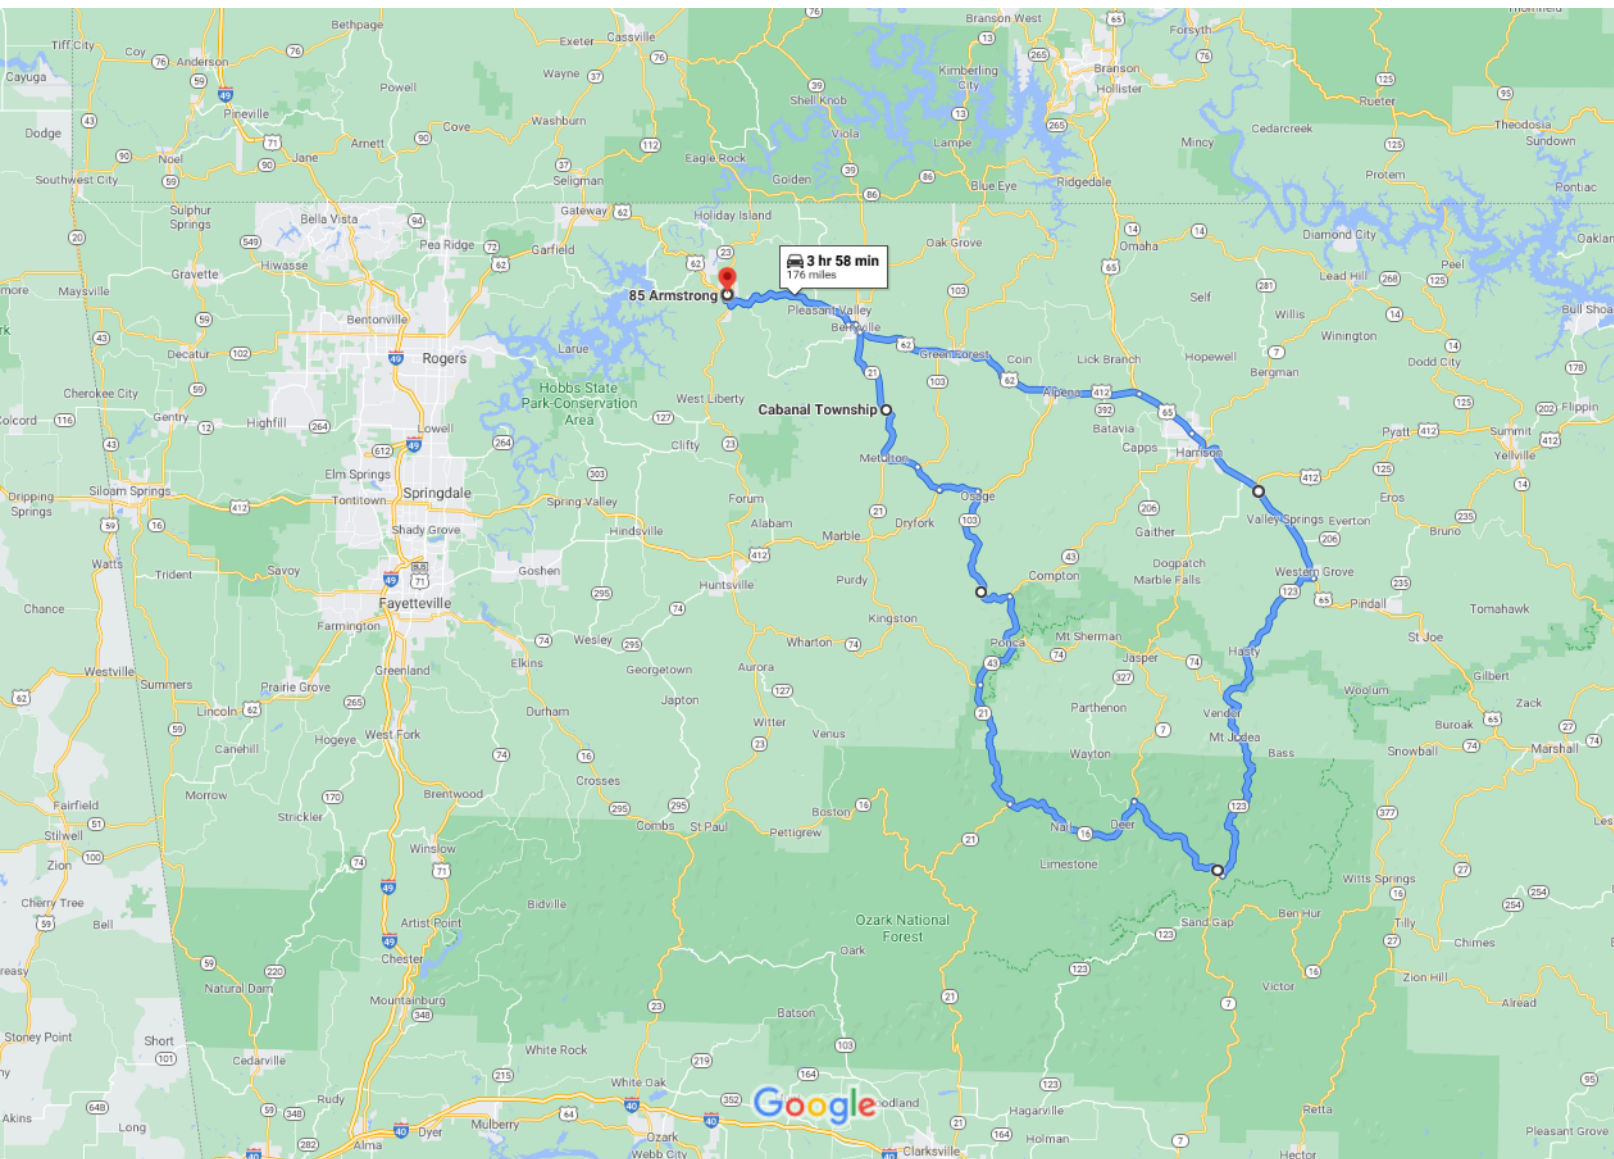 Bethpage
Branson West
Forsyth
Thornfield
Tiff City
Coy
Anderson
Exeter
Cassville
Cayuga
Wayne
Powell
Shell Knob
Kimberling
City
Branson
Hollister
Rueter
Pineville
Dodge
Noel
Jane
Arnett
Cove
Washburn
Viola
Lampe
Cedarcreek
Mincy
Theodosia
Sundown
Southwest City
Seligman
Eagle Rock
Golden
Blue Eye
Ridgedale
Protem
Pontiac
Sulphur
Springs
Bella Vista
Gateway
Holiday Island
Pea Ridge
Garfield
Oak Grove
Omaha
Diamond City
Hiwasse
Gravette
Maysville
3 hr 58 min
176 miles
85 Armstrong
Lead Hill
Peel
Self
Willis
Winington
Bull Shoa
Bentonville
Pleasant Valley
Berryville
Decatur
Rogers
Larue
Green Forest
Coin
Lick Branch
Hopewell
Bergman
Dodd City
Cherokee City
Hobbs State
Park-Conservation
Area
West Liberty
Cabanal Township
Alpena
Batavia
Flippin
Colcord
Gentry
Highfill
Lowell
Clifty
Metalton
Capps
Harrison
Pyatt
Summit
Yellville
Elm Springs
Siloam Springs
Tontitown
Springdale
Spring Valley
Forum
Osage
Dripping
Springs
Eros
Shady Grove
Hindsville
Alabam
Marble
Dryfork
Gaither
Valley Springs
Everton
Bruno
Watts
Trident
Savoy
Goshen
Huntsville
Purdy
Compton
Dogpatch
Marble Falls
Western Grove
Pindall
Tomahawk
Chance
Fayetteville
Farmington
Wesley
Wharton
Kingston
Ponca
Mt Sherman
Jasper
Hasty
St Joe
Westville
Summers
Prairie Grove
Greenland
Elkins
Georgetown
Aurora
Woolum
Gilbert
Lincoln
Japton
Durham
Parthenon
Vendor
Zack
Canehill
Hogeye
West Fork
Witter
Venus
Wayton
Mt Judea
Bass
Buroak
Snowball
Marshall
Morrow
Crosses
Brentwood
Fairfield
Strickler
Combs
St Paul
Pettigrew
Boston
Nail
Deer
Stilwell
Zion
Winslow
Limestone
Witts Springs
Cherry Tree
Bell
Bidville
Artist Point
Ozark National
Forest
Sand Gap
Ben Hur
Tilly
Chimes
Chester
Oark
Natural Dam
Mountainburg
Victor
Zion Hill
Alread
Stoney Point
Short
Cedarville
Batson
White Rock
White Oak
Google
Akins
Long
Rudy
Alma
Dyer
Mulberry
Ozark
Webb City
Clarksville
Hagarville
Holman
Retta
Hector
Pleasant Grove